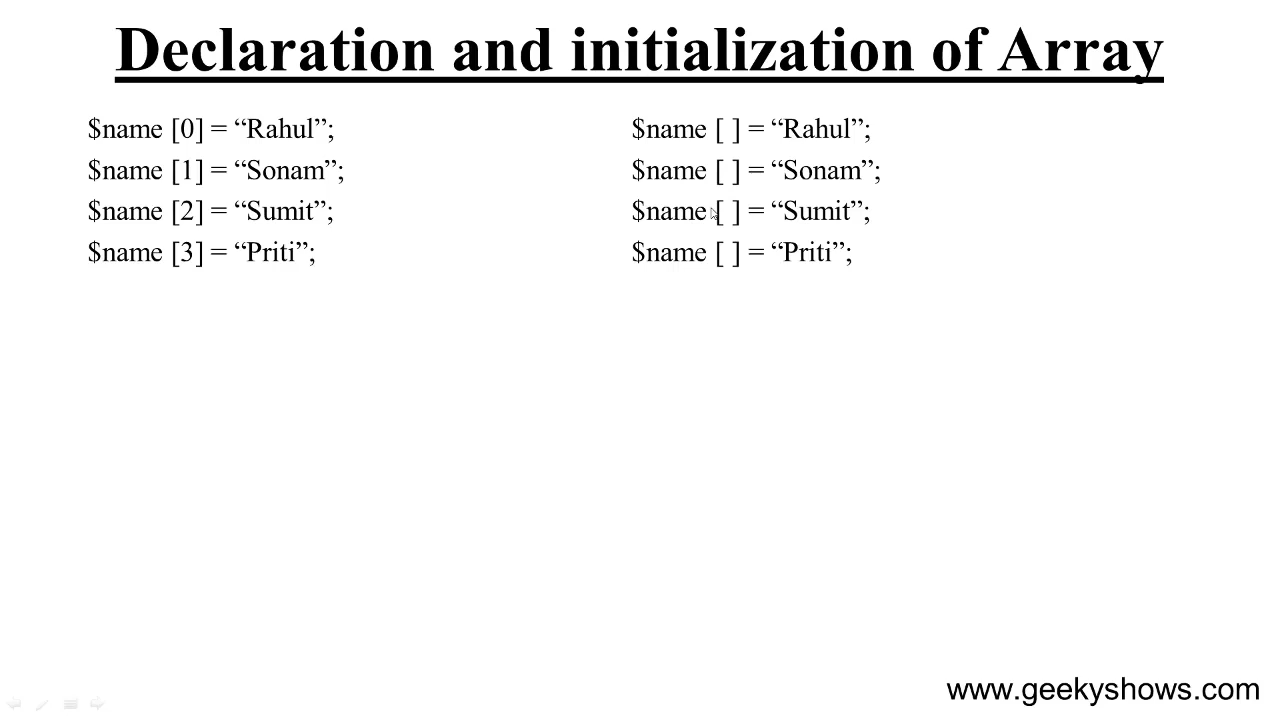 Declaration and initialization of Array
$name [0] = “Rahul”;
$name [1] = “Sonam”;
$name [2] = “Sumit”;
$name [3] = “Priti”;
$name [ ] = “Rahul”;
$name [ ] = “Sonam”;
$name [ ] = “Sumit”;
$name [ ] = “Priti”;
www.geekyshows.com